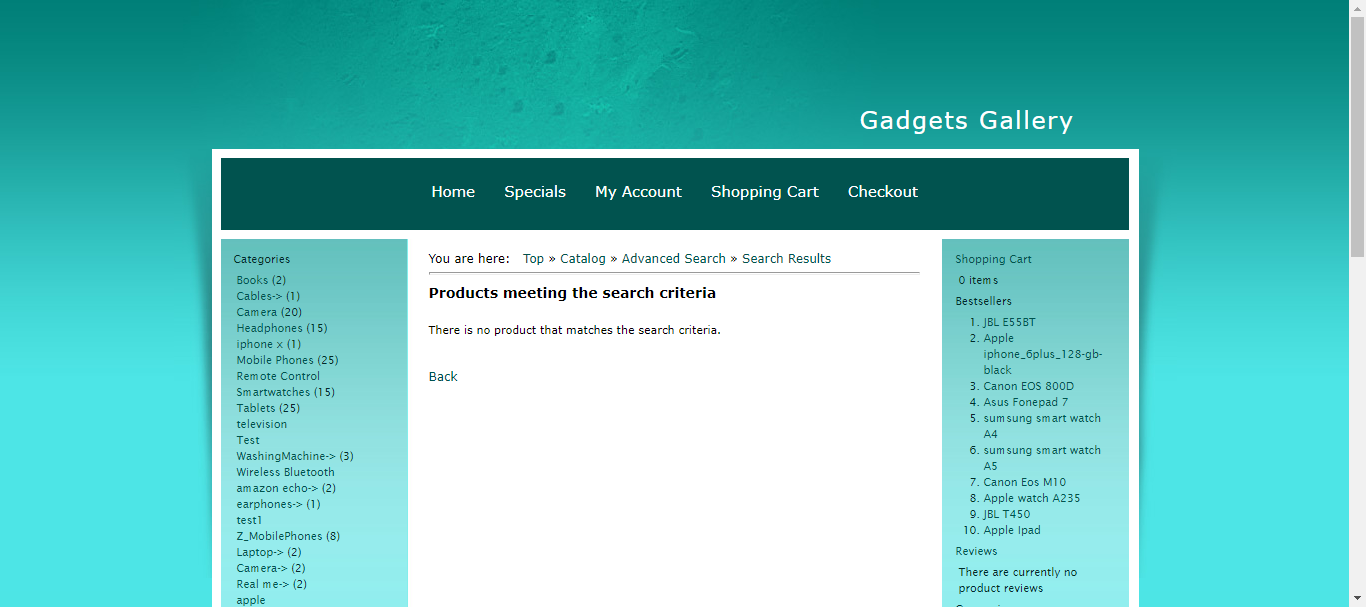 Gadgets Gallery
Home Specials My Account Shopping Cart Checkout
Categories
Books (2)
Cables-> (1)
Camera (20)
Headphones (15)
iphone x (1)
Mobile Phones (25)
Remote Control
Smartwatches (15)
Tablets (25)
television
Test
WashingMachine-> (3)
Wireless Bluetooth
amazon echo-> (2)
earphones-> (1)
test1
Z_MobilePhones (8)
Laptop-> (2)
Camera-> (2)
Real me-> (2)
apple
You are here: Top » Catalog » Advanced Search » Search Results
Products meeting the search criteria
There is no product that matches the search criteria.
Back
Shopping Cart
0 items
Bestsellers
1. JBL E55BT
2. Apple
iphone_6plus_128-gb-
black
3. Canon EOS 800D
4. Asus Fonepad 7
5. sumsung smart watch
A4
6. sumsung smart watch
A5
7. Canon Eos M10
8. Apple watch A235
9. JBL T450
10. Apple Ipad
Reviews
There are currently no
product reviews